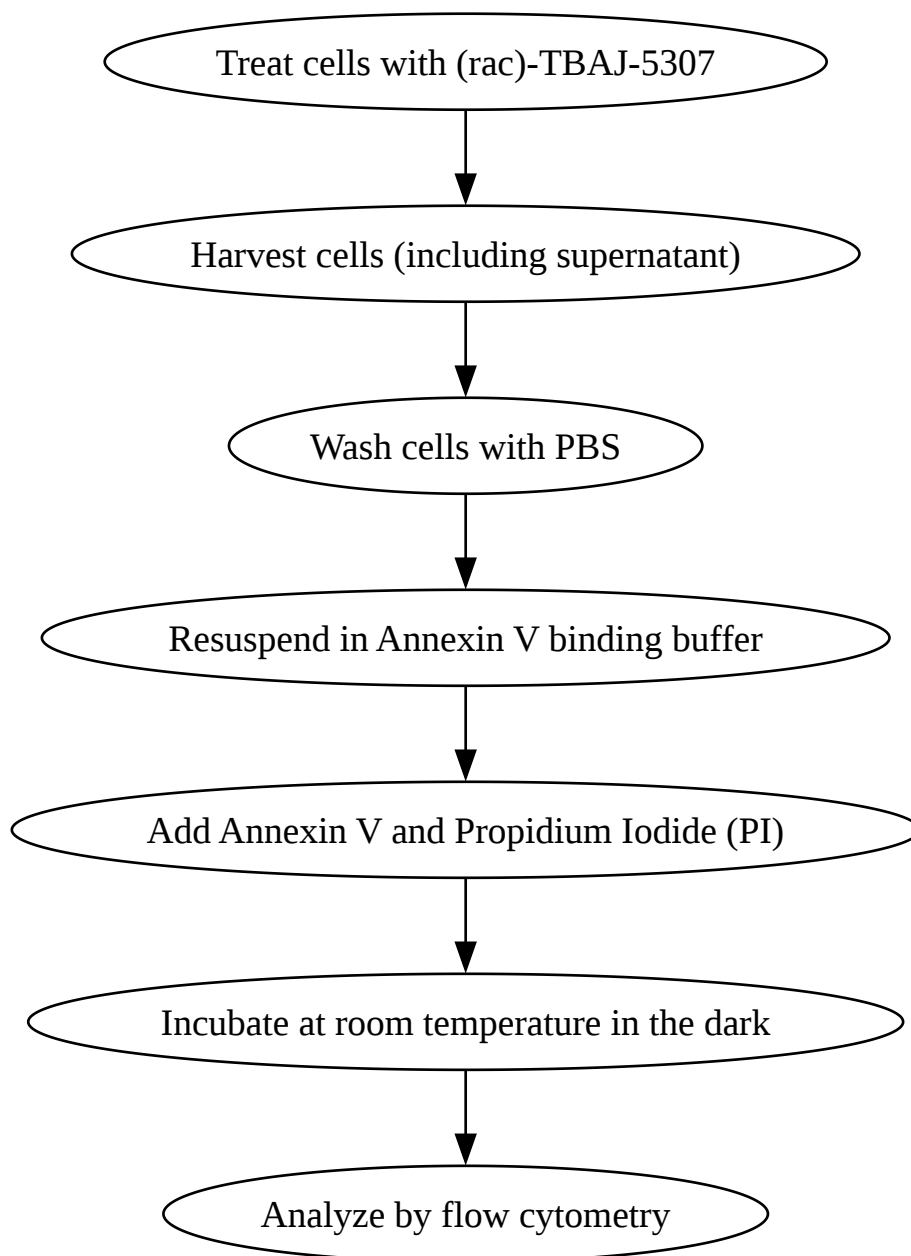 Treat cells with (rac)-TBAJ-5307
Harvest cells (including supernatant)
Wash cells with PBS
Resuspend in Annexin V binding buffer
Add Annexin V and Propidium Iodide (PI)
Incubate at room temperature in the dark
Analyze by flow cytometry